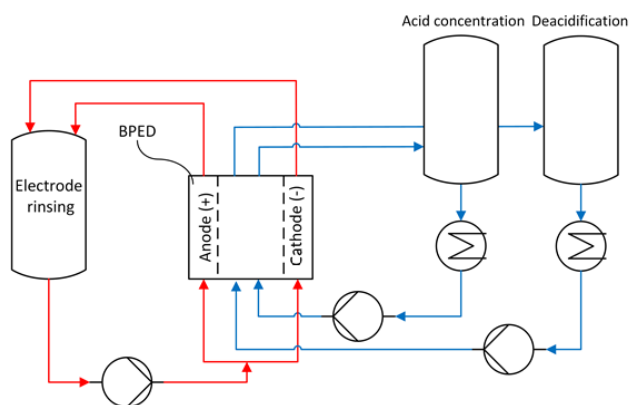 Acid concentration
Deacidification
BPED
Electrode
rinsing
Anode (+)
Cathode (-)